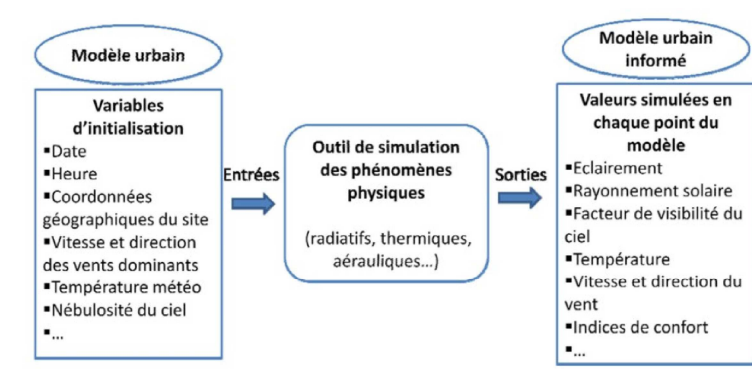 Modèle urbain
Variables
d'initialisation
▪Date
▪Heure
▪Coordonnées
géographiques du site
▪Vitesse et direction
des vents dominants
▪Température météo
▪Nébulosité du ciel
▪...
Entrées
Outil de simulation
des phénomènes
physiques
(radiatifs, thermiques,
aérauliques...)
Sorties
Modèle urbain
informé
Valeurs simulées en
chaque point du
modèle
▪Eclairement
▪Rayonnement solaire
▪Facteur de visibilité du
ciel
▪Température
▪Vitesse et direction du
vent
▪Indices de confort
▪...